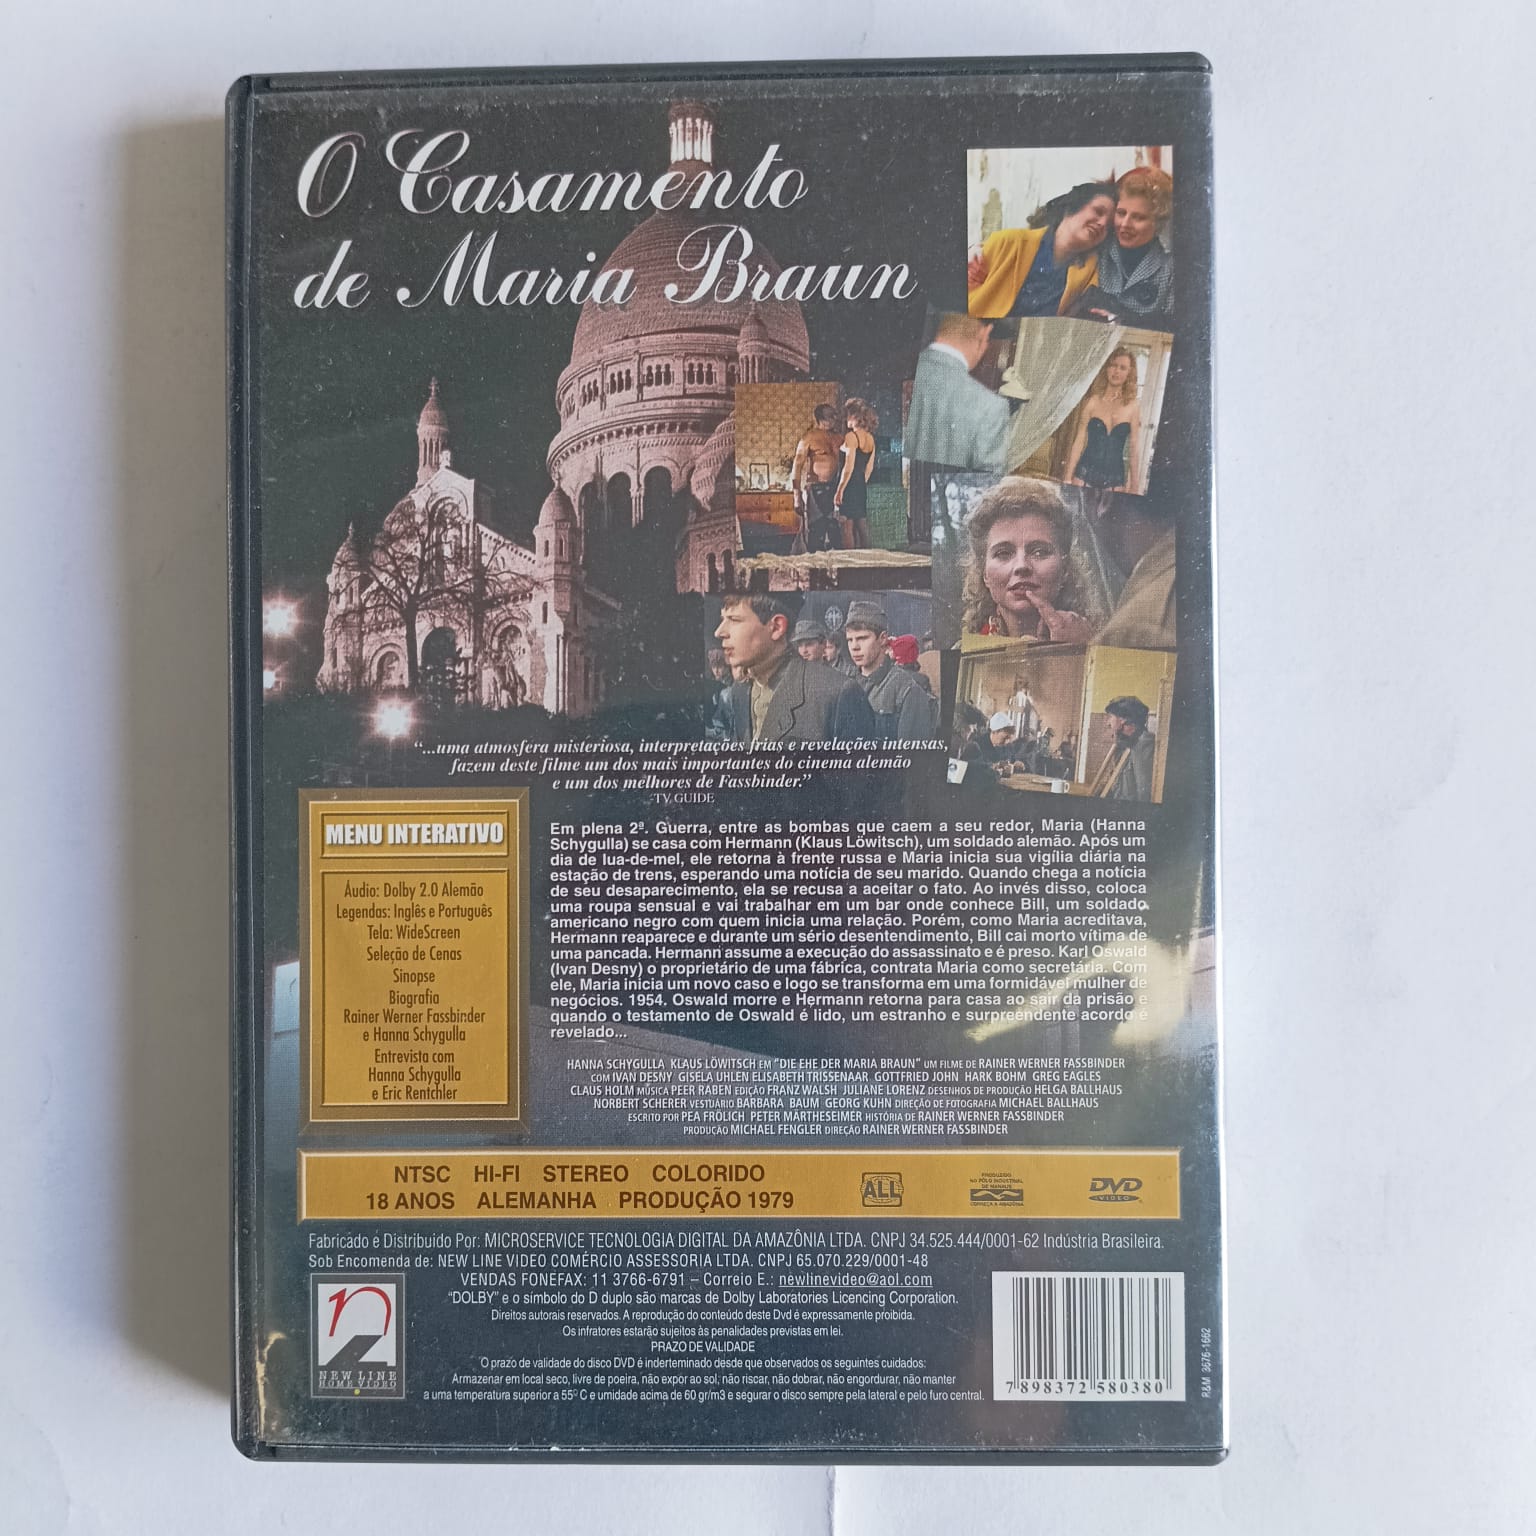 O Casamento
de Maria Braun
“...uma atmosfera misteriosa, interpretações frias e revelações intensas,
fazem deste filme um dos mais importantes do cinema alemão
e um dos melhores de Fassbinder.”
TV GUIDE
MENU INTERATIVO
Áudio: Dolby 2.0 Alemão
Legendas: Inglês e Português
Tela: WideScreen
Seleção de Cenas
Sinopse
Biografia
Rainer Werner Fassbinder
e Hanna Schygulla
Entrevista com
Hanna Schygulla
e Eric Rentchler
Em plena 2ª. Guerra, entre as bombas que caem a seu redor, Maria (Hanna
Schygulla) se casa com Hermann (Klaus Löwitsch), um soldado alemão. Após um
dia de lua-de-mel, ele retorna à frente russa e Maria inicia sua vigília diária na
estação de trens, esperando uma notícia de seu marido. Quando chega a notícia
de seu desaparecimento, ela se recusa a aceitar o fato. Ao invés disso, coloca
uma roupa sensual e vai trabalhar em um bar onde conhece Bill, um soldado
americano negro com quem inicia uma relação. Porém, como Maria acreditava,
Hermann reaparece e durante um sério desentendimento, Bill cai morto vítima de
uma pancada. Hermann assume a execução do assassinato e é preso. Karl Oswald
(Ivan Desny) o proprietário de uma fábrica, contrata Maria como secretária. Com
ele, Maria inicia um novo caso e logo se transforma em uma formidável mulher de
negócios. 1954. Oswald morre e Hermann retorna para casa ao sair da prisão e
quando o testamento de Oswald é lido, um estranho e surpreendente acordo é
revelado...
HANNA SCHYGULLA KLAUS LÖWITSCH EM “DIE EHE DER MARIA BRAUN” UM FILME DE RAINER WERNER FASSBINDER
COM IVAN DESNY GISELA UHLEN ELISABETH TRISSENAAR GOTTFRIED JOHN HARK BOHM GREG EAGLES
CLAUS HOLM MÚSICA PEER RABEN EDIÇÃO FRANZ WALSH JULIANE LORENZ DESENHOS DE PRODUÇÃO HELGA BALLHAUS
NORBERT SCHERER VESTUÁRIO BARBARA BAUM GEORG KUHN DIREÇÃO DE FOTOGRAFIA MICHAEL BALLHAUS
ESCRITO POR PEA FRÖLICH PETER MÄRTHESHEIMER HISTÓRIA DE RAINER WERNER FASSBINDER
PRODUÇÃO MICHAEL FENGLER DIREÇÃO RAINER WERNER FASSBINDER
NTSC HI-FI STEREO COLORIDO
18 ANOS ALEMANHA PRODUÇÃO 1979
ALL
PRODUZIDO
NO PÓLO INDUSTRIAL
DE MANAUS
CONHEÇA A AMAZÔNIA
DVD
VIDEO
Fabricado e Distribuido Por: MICROSERVICE TECNOLOGIA DIGITAL DA AMAZÔNIA LTDA. CNPJ 34.525.444/0001-62 Indústria Brasileira.
Sob Encomenda de: NEW LINE VIDEO COMÉRCIO ASSESSORIA LTDA. CNPJ 65.070.229/0001-48
VENDAS FONEFAX: 11 3766-6791 – Correio E.: newlinevideo@aol.com
“DOLBY” e o símbolo do D duplo são marcas de Dolby Laboratories Licencing Corporation.
Direitos autorais reservados. A reprodução do conteúdo deste Dvd é expressamente proibida.
Os infratores estarão sujeitos às penalidades previstas em lei.
PRAZO DE VALIDADE
O prazo de validade do disco DVD é inderteminado desde que observados os seguintes cuidados:
Armazenar em local seco, livre de poeira, não expor ao sol, não riscar, não dobrar, não engordurar, não manter
a uma temperatura superior a 55º C e umidade acima de 60 gr/m3 e segurar o disco sempre pela lateral e pelo furo central.
NEW LINE
HOME VIDEO
7 898372 580380
R&M 3676-1662